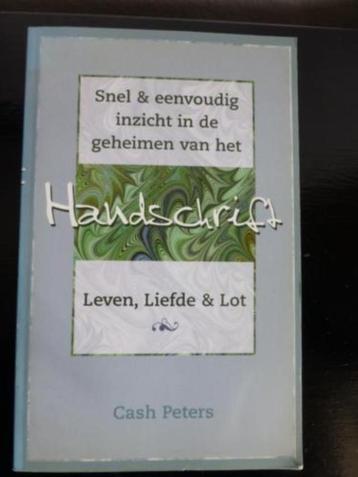 Snel & eenvoudig
inzicht in de
geheimen van het
Handschrift
Leven, Liefde & Lot
Cash Peters